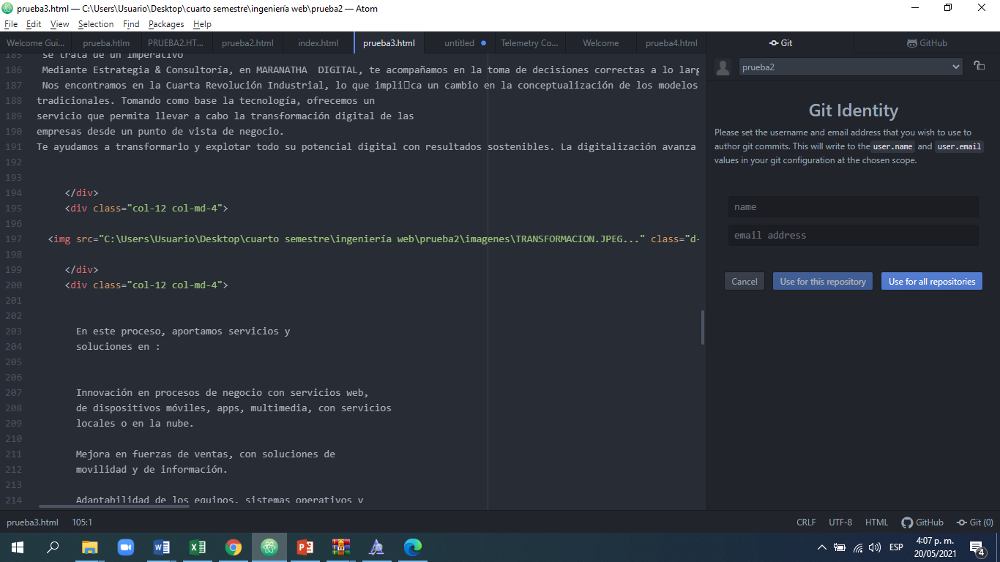 prueba3.html — C:\Users\Usuario\Desktop\cuarto semestre\ingeniería web\prueba2 — Atom
File Edit View Selection Find Packages Help
Welcome Gui... prueba.htlm PRUEBA2.HT... prueba2.html index.html prueba3.html untitled Telemetry Co... Welcome prueba4.html Git GitHub
185 se trata de un imperativo
186 Mediante Estrategia & Consultoría, en MARANATHA DIGITAL, te acompañamos en la toma de decisiones correctas a lo larg
187 Nos encontramos en la Cuarta Revolución Industrial, lo que impli▯ca un cambio en la conceptualización de los modelos
188 tradicionales. Tomando como base la tecnología, ofrecemos un
189 servicio que permita llevar a cabo la transformación digital de las
190 empresas desde un punto de vista de negocio.
191 Te ayudamos a transformarlo y explotar todo su potencial digital con resultados sostenibles. La digitalización avanza
192
193
194 </div>
195 <div class="col-12 col-md-4">
196
197 <img src="C:\Users\Usuario\Desktop\cuarto semestre\ingeniería web\prueba2\imagenes\TRANSFORMACION.JPEG..." class="d-
198
199 </div>
200 <div class="col-12 col-md-4">
201
202
203 En este proceso, aportamos servicios y
204 soluciones en :
205
206
207 Innovación en procesos de negocio con servicios web,
208 de dispositivos móviles, apps, multimedia, con servicios
209 locales o en la nube.
210
211 Mejora en fuerzas de ventas, con soluciones de
212 movilidad y de información.
213
214 Adaptabilidad de los equipos, sistemas operativos y
prueba2
Git Identity
Please set the username and email address that you wish to use to
author git commits. This will write to the user.name and user.email
values in your git configuration at the chosen scope.
name
email address
Cancel Use for this repository Use for all repositories
prueba3.html 105:1 CRLF UTF-8 HTML GitHub Git (0)
ESP 4:07 p. m.
20/05/2021
4